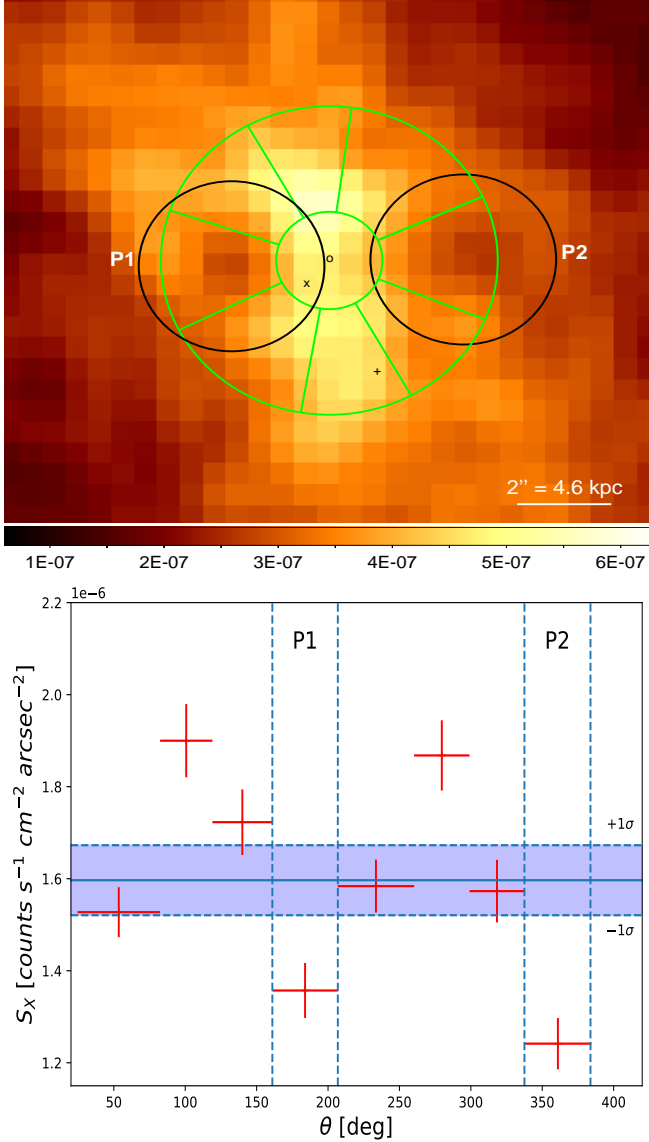 P1
P2
o
x
+
2’’ = 4.6 kpc
1E-07 2E-07 3E-07 4E-07 5E-07 6E-07
1e−6
2.2
P1 P2
2.0
1.8
+1σ
1.6
−1σ
1.4
1.2
S_X [counts s⁻¹ cm⁻² arcsec⁻²]
50 100 150 200 250 300 350 400
θ [deg]